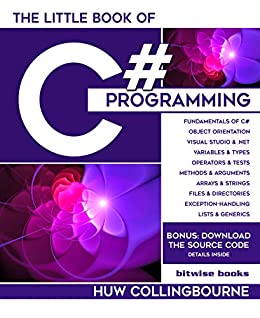 THE LITTLE BOOK OF
C#
PROGRAMMING
FUNDAMENTALS OF C#
OBJECT ORIENTATION
VISUAL STUDIO & .NET
VARIABLES & TYPES
OPERATORS & TESTS
METHODS & ARGUMENTS
ARRAYS & STRINGS
FILES & DIRECTORIES
EXCEPTION-HANDLING
LISTS & GENERICS
BONUS: DOWNLOAD
THE SOURCE CODE
DETAILS INSIDE
bitwise books
HUW COLLINGBOURNE